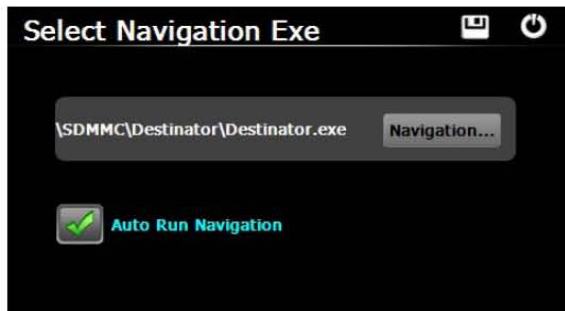 Select Navigation Exe
\SDMMC\Destinator\Destinator.exe
Navigation...
Auto Run Navigation